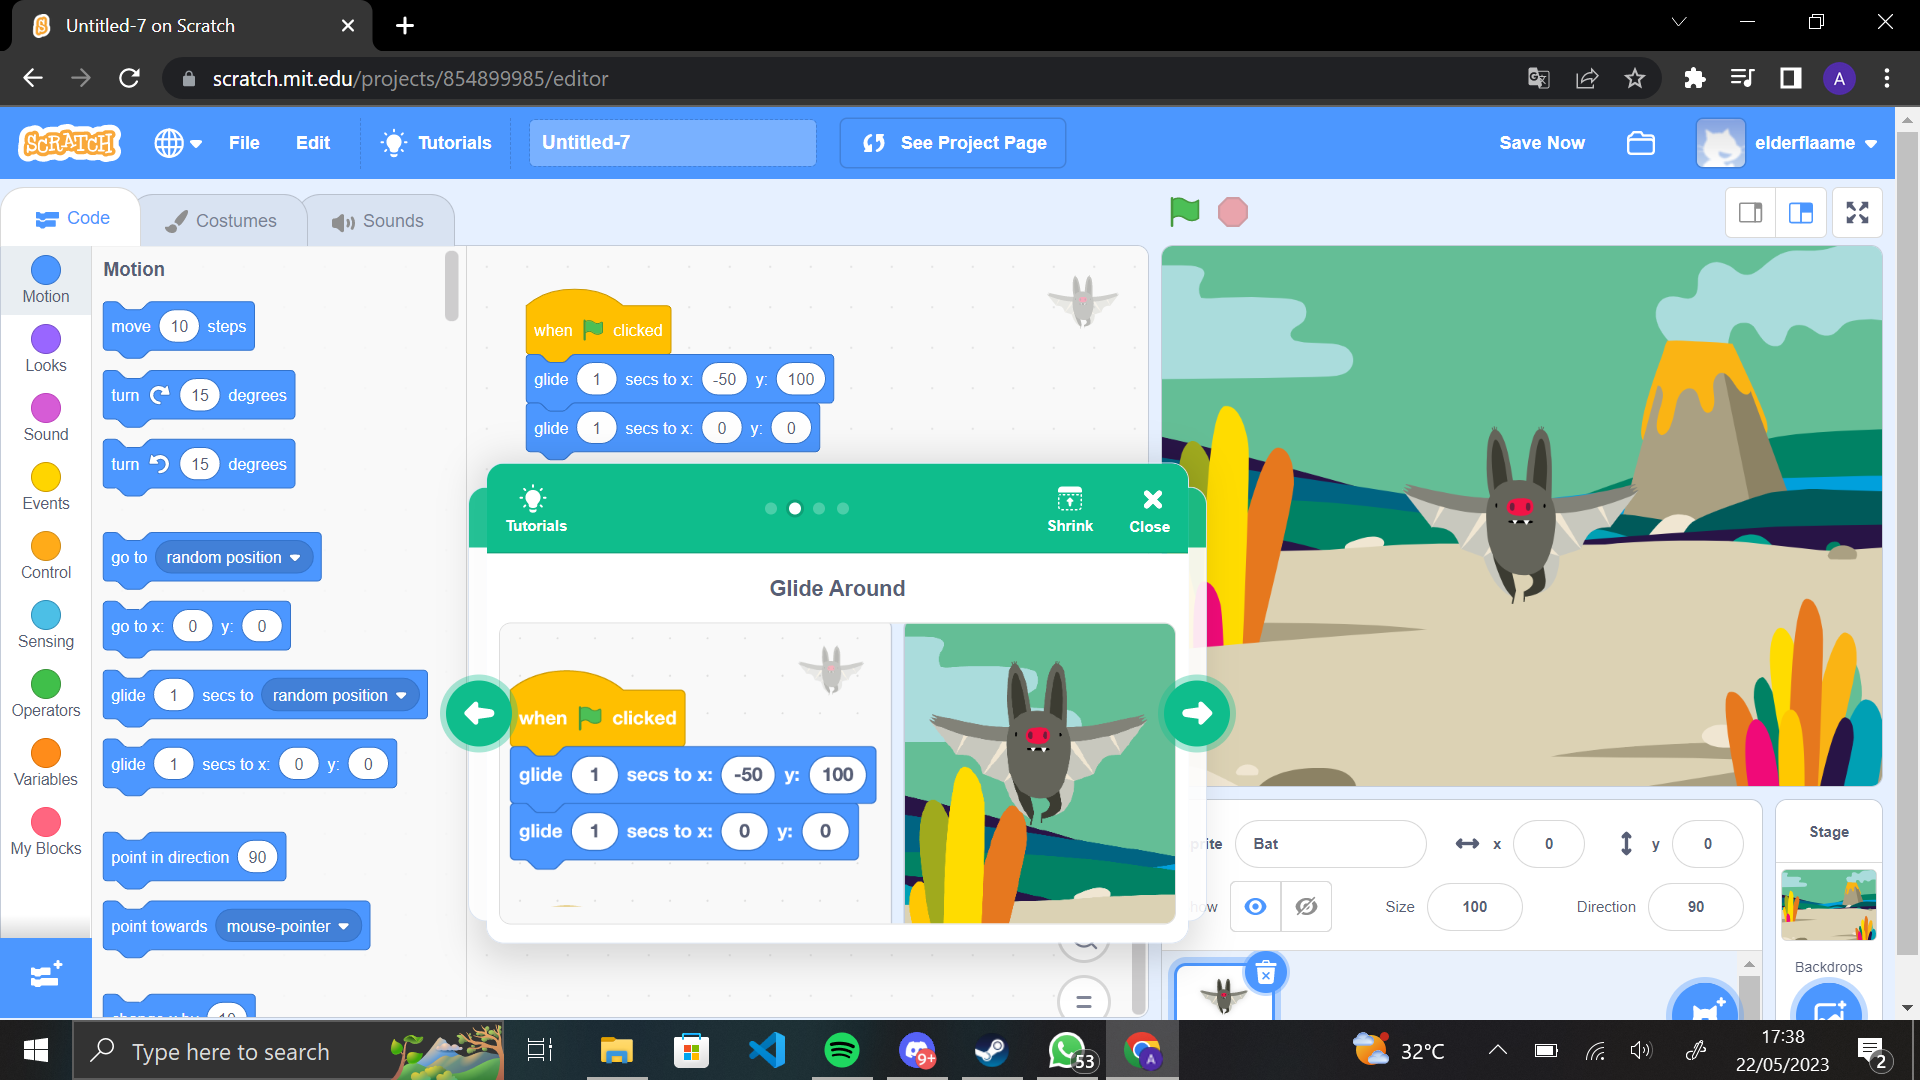 Untitled-7 on Scratch
scratch.mit.edu/projects/854899985/editor
A
SCRATCH
File
Edit
Tutorials
Untitled-7
See Project Page
Save Now
elderflaame
Code
Costumes
Sounds
Motion
Looks
Sound
Events
Control
Sensing
Operators
Variables
My Blocks
Motion
move 10 steps
turn 15 degrees
turn 15 degrees
go to random position
go to x: 0 y: 0
glide 1 secs to random position
glide 1 secs to x: 0 y: 0
point in direction 90
point towards mouse-pointer
change x by 10
when clicked
glide 1 secs to x: -50 y: 100
glide 1 secs to x: 0 y: 0
Tutorials
Shrink
Close
Glide Around
when clicked
glide 1 secs to x: -50 y: 100
glide 1 secs to x: 0 y: 0
Bat
x 0
y 0
Size 100
Direction 90
Stage
Backdrops
Type here to search
9+
53
A
32°C
17:38
22/05/2023
2